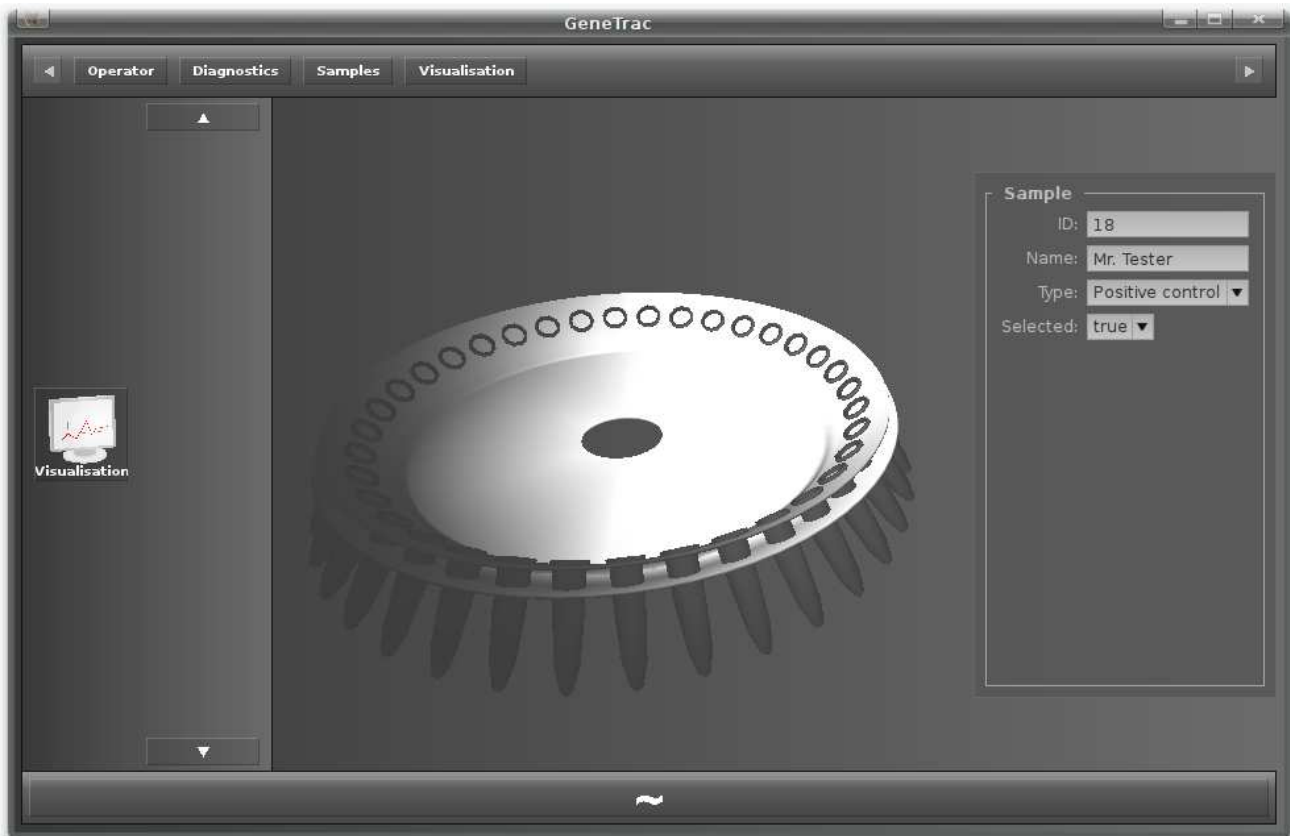 GeneTrac
Operator Diagnostics Samples Visualisation
Sample
ID: 18
Name: Mr. Tester
Type: Positive control
Selected: true
Visualisation
~